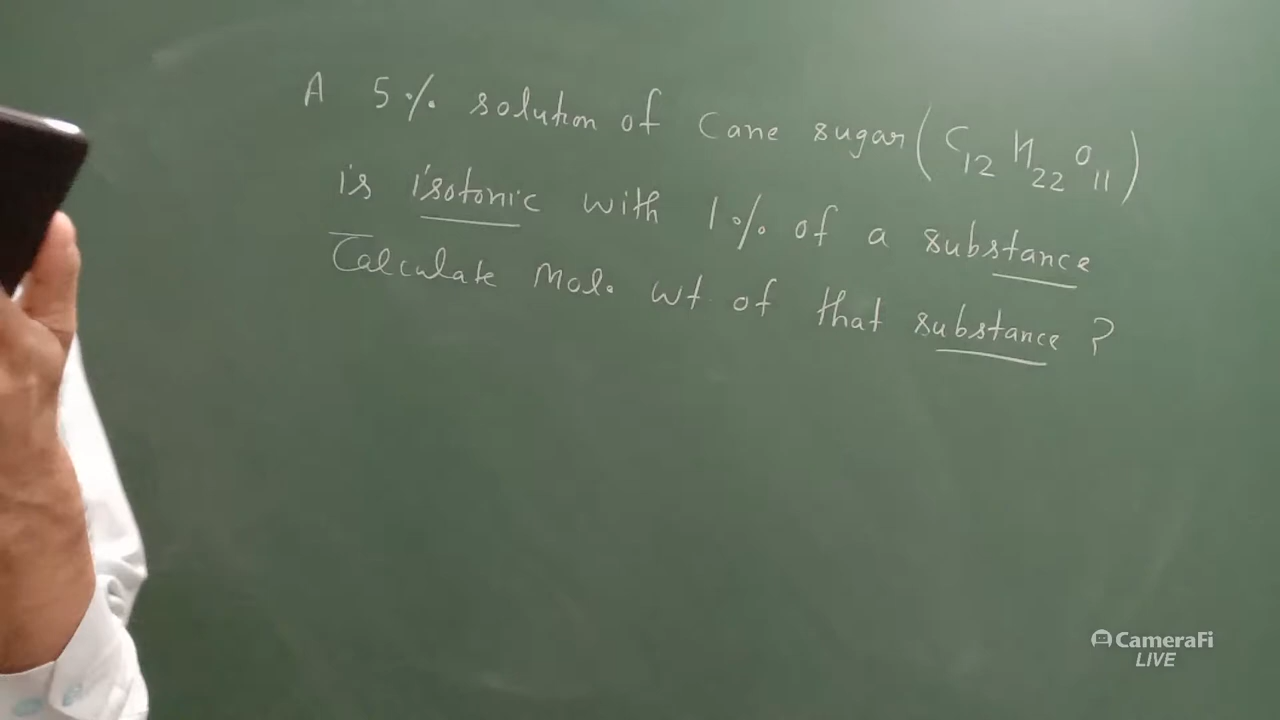 A 5% solution of Cane sugar (C12 H22 O11)
is isotonic with 1% of a substance
Calculate Mol. wt. of that substance ?
CameraFi
LIVE